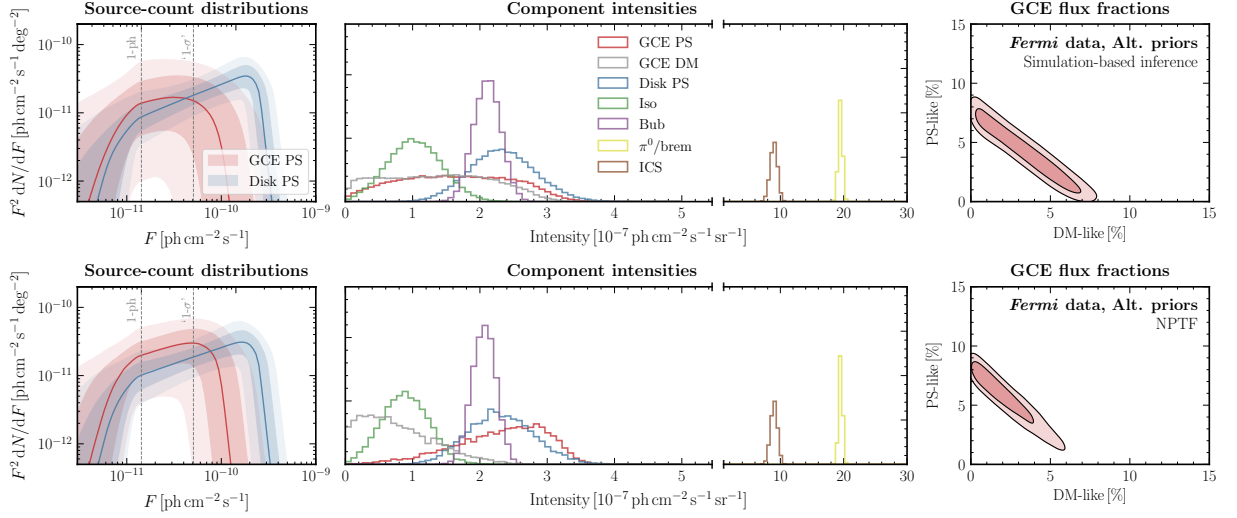 Source-count distributions
Component intensities
GCE flux fractions
F² dN/dF [ph cm⁻² s⁻¹ deg⁻²]
10⁻¹⁰
10⁻¹¹
10⁻¹²
1-ph
‘1-σ’
GCE PS
Disk PS
10⁻¹¹ 10⁻¹⁰ 10⁻⁹
F [ph cm⁻² s⁻¹]
GCE PS
GCE DM
Disk PS
Iso
Bub
π⁰/brem
ICS
0 1 2 3 4 5 10 20 30
Intensity [10⁻⁷ ph cm⁻² s⁻¹ sr⁻¹]
Fermi data, Alt. priors
Simulation-based inference
PS-like [%]
15
10
5
0
0 5 10 15
DM-like [%]
Source-count distributions
Component intensities
GCE flux fractions
F² dN/dF [ph cm⁻² s⁻¹ deg⁻²]
10⁻¹⁰
10⁻¹¹
10⁻¹²
1-ph
‘1-σ’
10⁻¹¹ 10⁻¹⁰ 10⁻⁹
F [ph cm⁻² s⁻¹]
0 1 2 3 4 5 10 20 30
Intensity [10⁻⁷ ph cm⁻² s⁻¹ sr⁻¹]
Fermi data, Alt. priors
NPTF
PS-like [%]
15
10
5
0
0 5 10 15
DM-like [%]